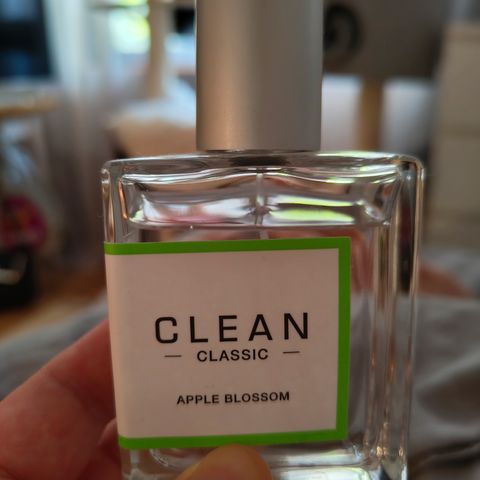 CLEAN
— CLASSIC —
APPLE BLOSSOM